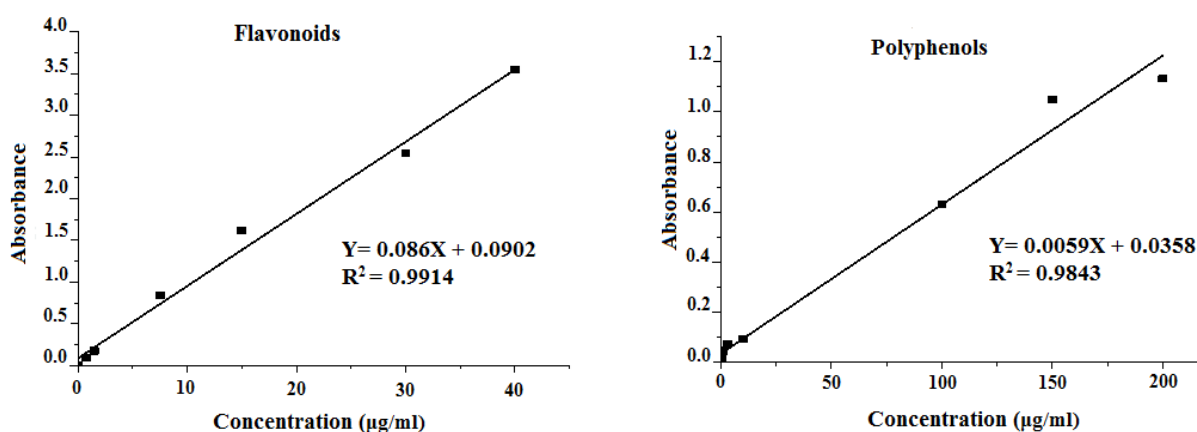 Flavonoids
Absorbance
4.0
3.5
3.0
2.5
2.0
1.5
1.0
0.5
0.0
Y= 0.086X + 0.0902
R² = 0.9914
0 10 20 30 40
Concentration (µg/ml)
Polyphenols
Absorbance
1.2
1.0
0.8
0.6
0.4
0.2
0.0
Y= 0.0059X + 0.0358
R² = 0.9843
0 50 100 150 200
Concentration (µg/ml)